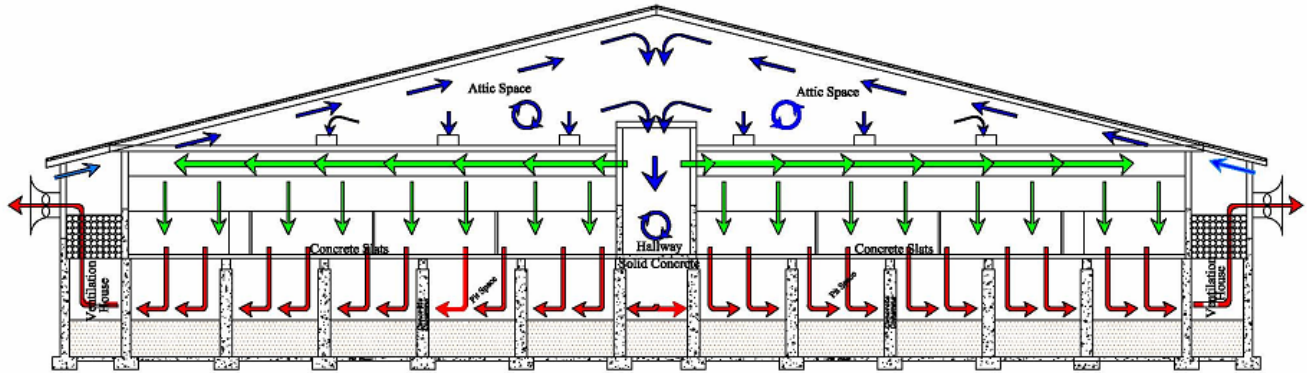 Attic Space
Attic Space
Hallway
Concrete Slats
Concrete Slats
Solid Concrete
Pit Space
Pit Space
Ventilation
House
Ventilation
House